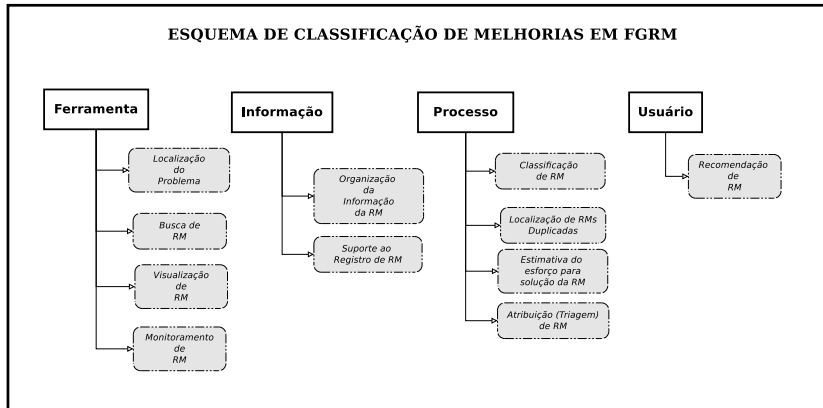 ESQUEMA DE CLASSIFICAÇÃO DE MELHORIAS EM FGRM
Ferramenta
Localização
do
Problema
Busca de
RM
Visualização
de
RM
Monitoramento
de
RM
Informação
Organização
da
Informação
da RM
Suporte ao
Registro de RM
Processo
Classificação
de RM
Localização de RMs
Duplicadas
Estimativa do
esforço para
solução da RM
Atribuição (Triagem)
de RM
Usuário
Recomendação
de
RM